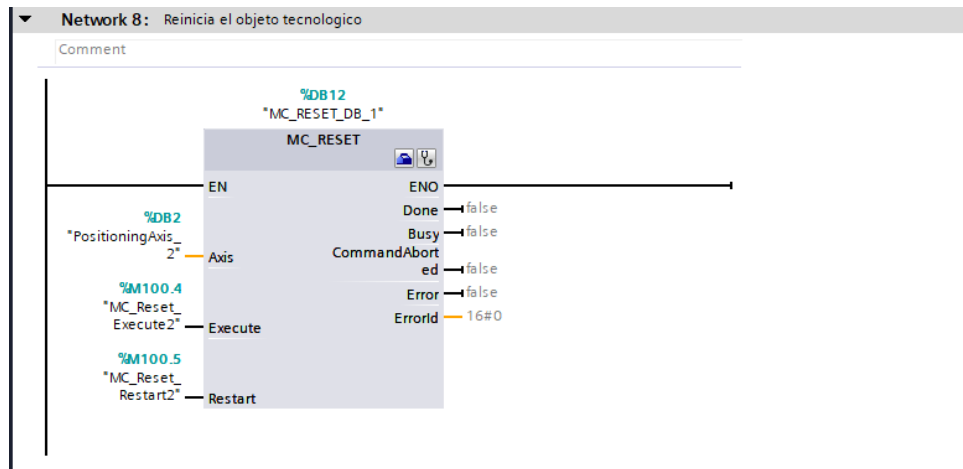 Network 8: Reinicia el objeto tecnologico
Comment
%DB12
"MC_RESET_DB_1"
MC_RESET
EN
ENO
Done
false
%DB2
"PositioningAxis_
2"
Axis
Busy
false
CommandAbort
ed
false
%M100.4
"MC_Reset_
Execute2"
Execute
Error
false
ErrorId
16#0
%M100.5
"MC_Reset_
Restart2"
Restart